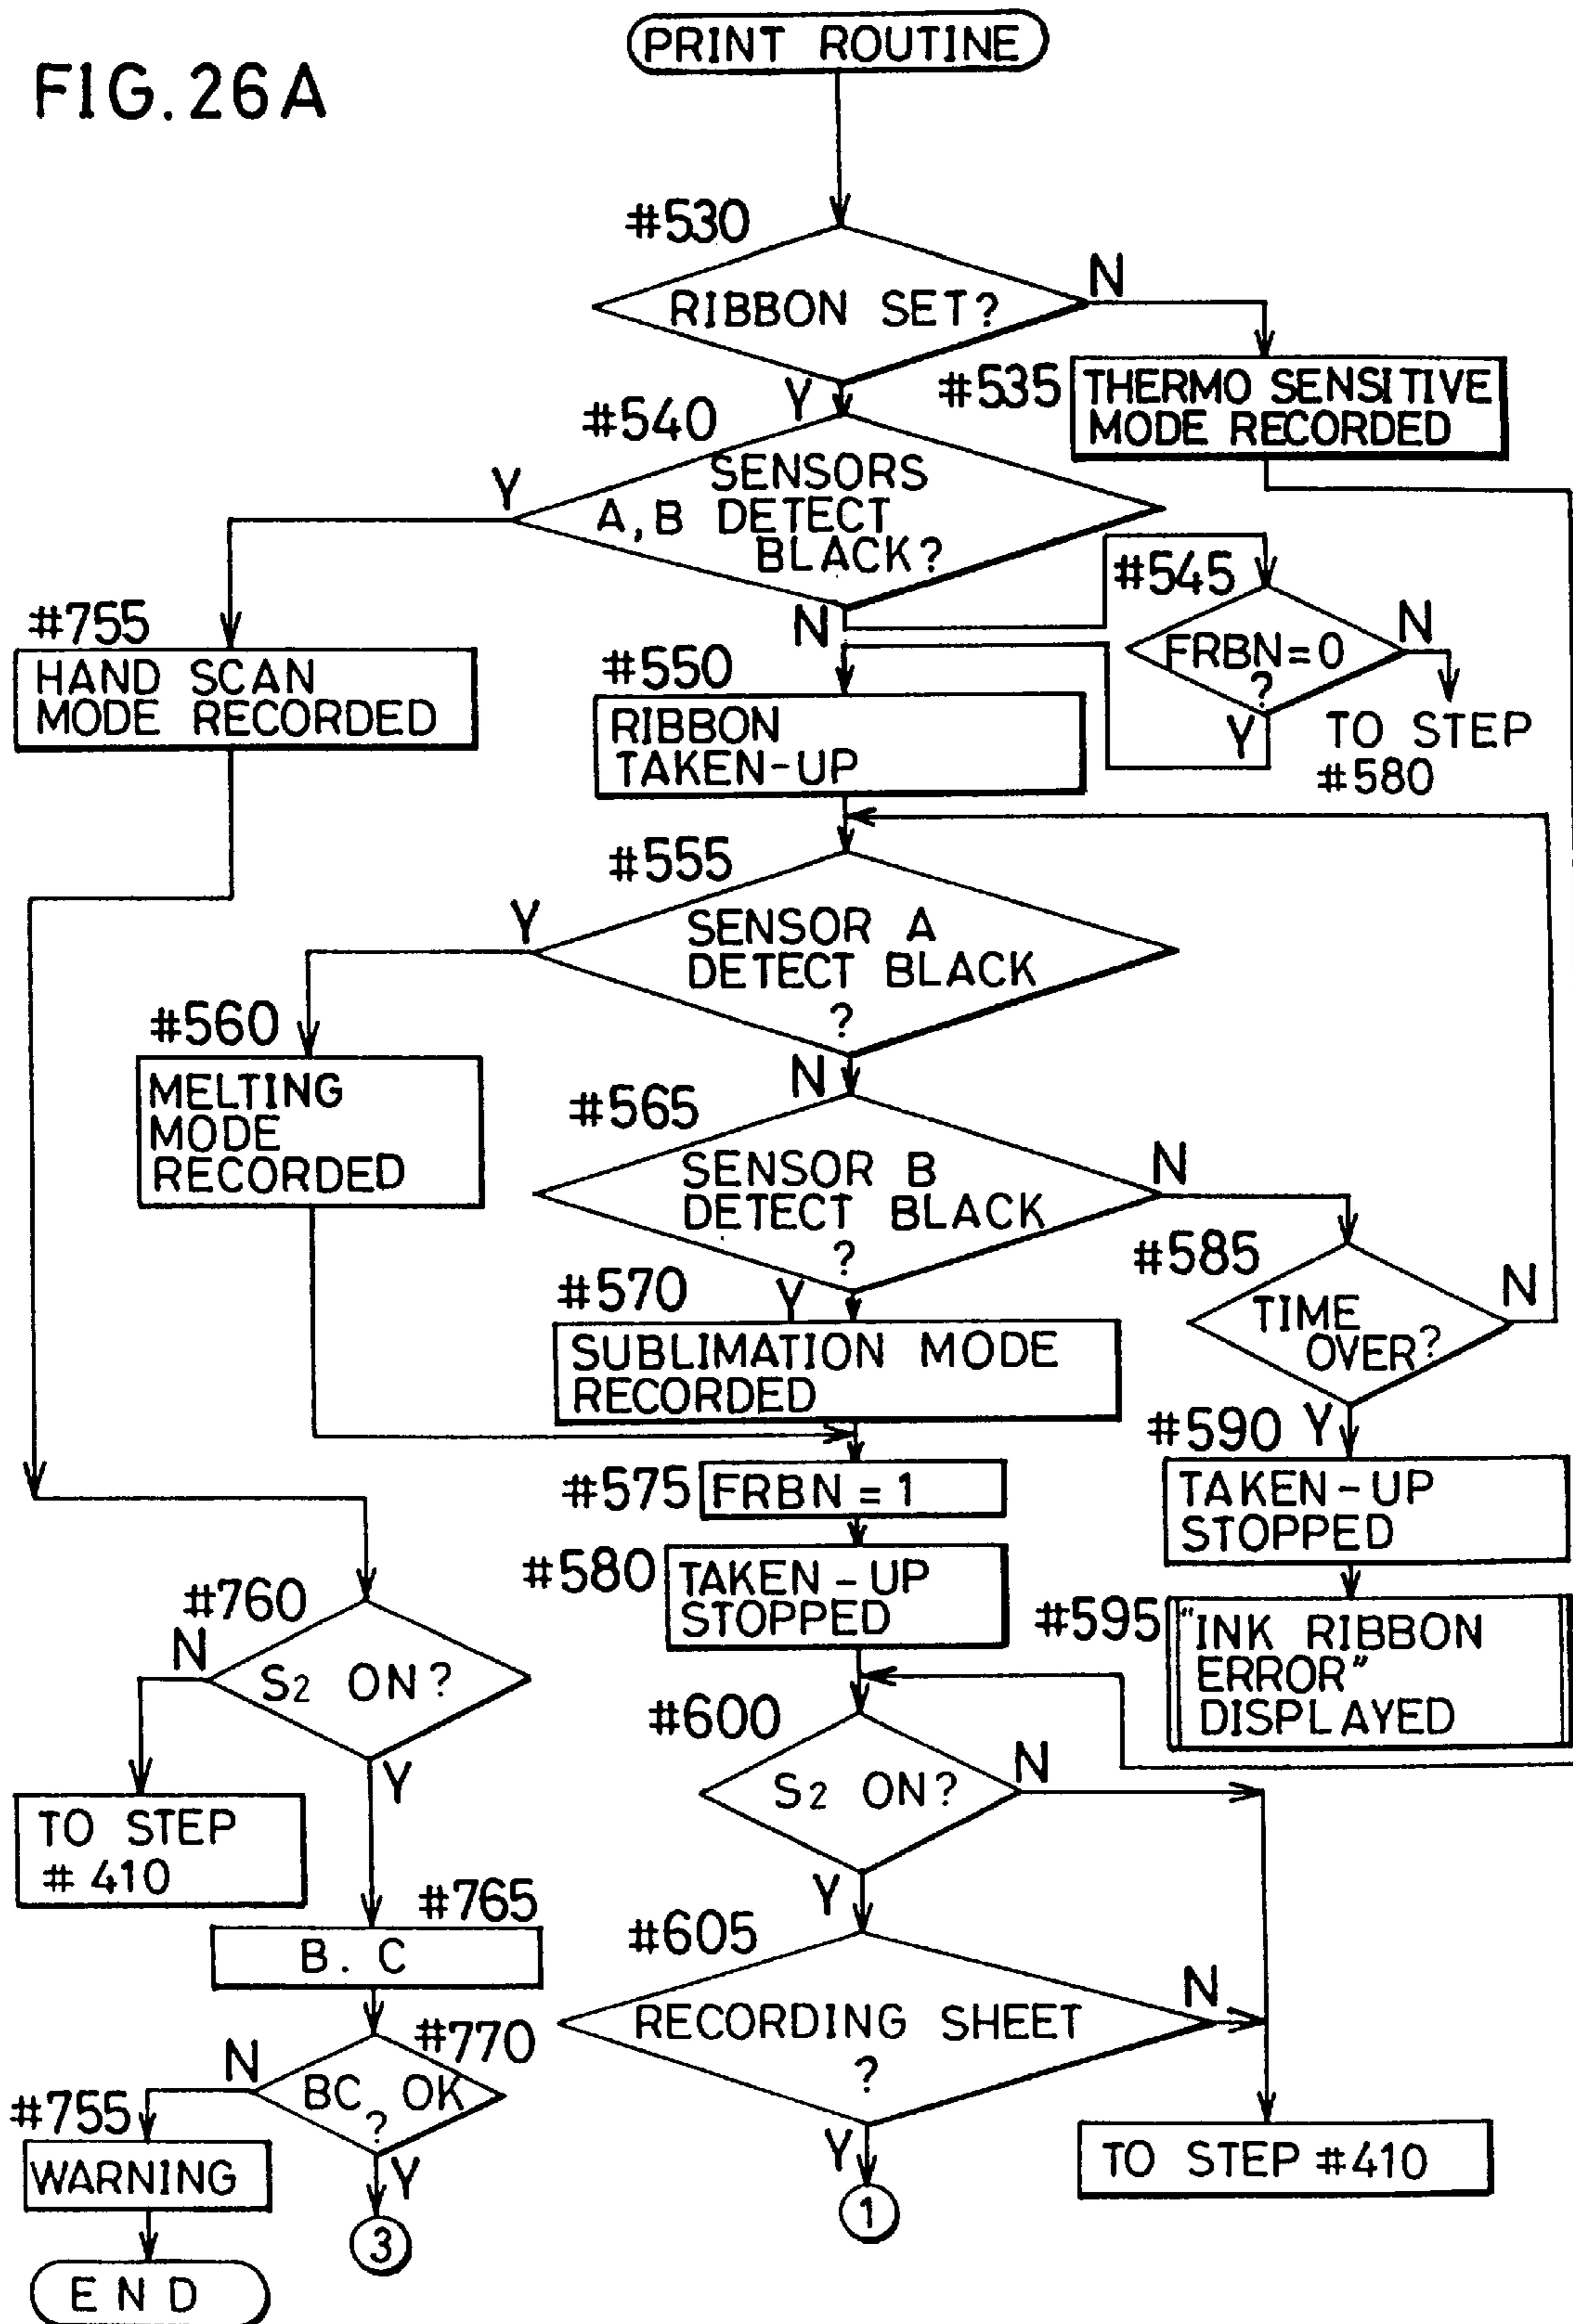 FIG. 26A
PRINT ROUTINE
#530
RIBBON SET?
N
Y
#535
THERMO SENSITIVE
MODE RECORDED
#540
SENSORS
A, B DETECT
BLACK?
Y
N
#545
FRBN=0
?
N
Y
TO STEP
#580
#755
HAND SCAN
MODE RECORDED
#550
RIBBON
TAKEN-UP
#555
SENSOR A
DETECT BLACK
?
Y
N
#560
MELTING
MODE
RECORDED
#565
SENSOR B
DETECT BLACK
?
N
Y
#570
SUBLIMATION MODE
RECORDED
#585
TIME
OVER?
N
Y
#575
FRBN = 1
#580
TAKEN-UP
STOPPED
#590
TAKEN-UP
STOPPED
#595
"INK RIBBON
ERROR"
DISPLAYED
#760
S2 ON?
N
Y
TO STEP
# 410
#600
S2 ON?
N
Y
#765
B. C
#605
RECORDING SHEET
?
N
Y
#770
BC OK
?
N
Y
#755
WARNING
END
3
1
TO STEP #410